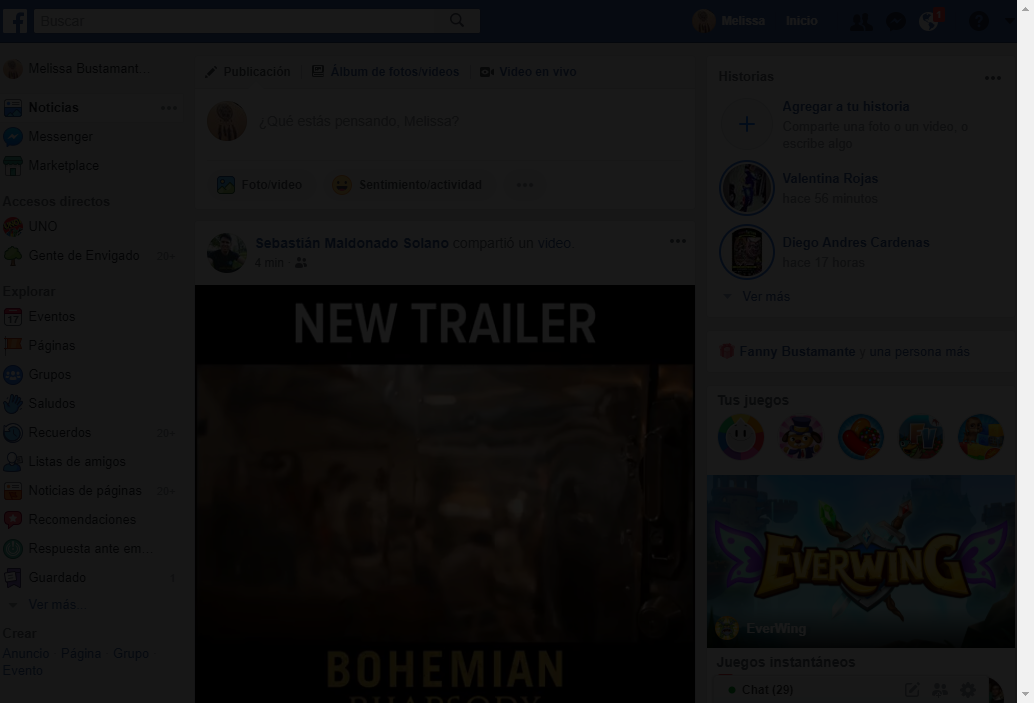 Buscar
Melissa
Inicio
Melissa Bustamant...
Noticias
Messenger
Marketplace
Accesos directos
UNO
Gente de Envigado 20+
Explorar
Eventos
Páginas
Grupos
Saludos
Recuerdos 20+
Listas de amigos
Noticias de páginas 20+
Recomendaciones
Respuesta ante em...
Guardado 1
Ver más...
Crear
Anuncio Página Grupo
Evento
Publicación
Álbum de fotos/videos
Video en vivo
¿Qué estás pensando, Melissa?
Foto/video
Sentimiento/actividad
Sebastián Maldonado Solano compartió un video.
4 min
NEW TRAILER
BOHEMIAN
RHAPSODY
Historias
Agregar a tu historia
Comparte una foto o un video, o
escribe algo
Valentina Rojas
hace 56 minutos
Diego Andres Cardenas
hace 17 horas
Ver más
Fanny Bustamante y una persona más
Tus juegos
EVERWING
EverWing
Juegos instantáneos
Chat (29)